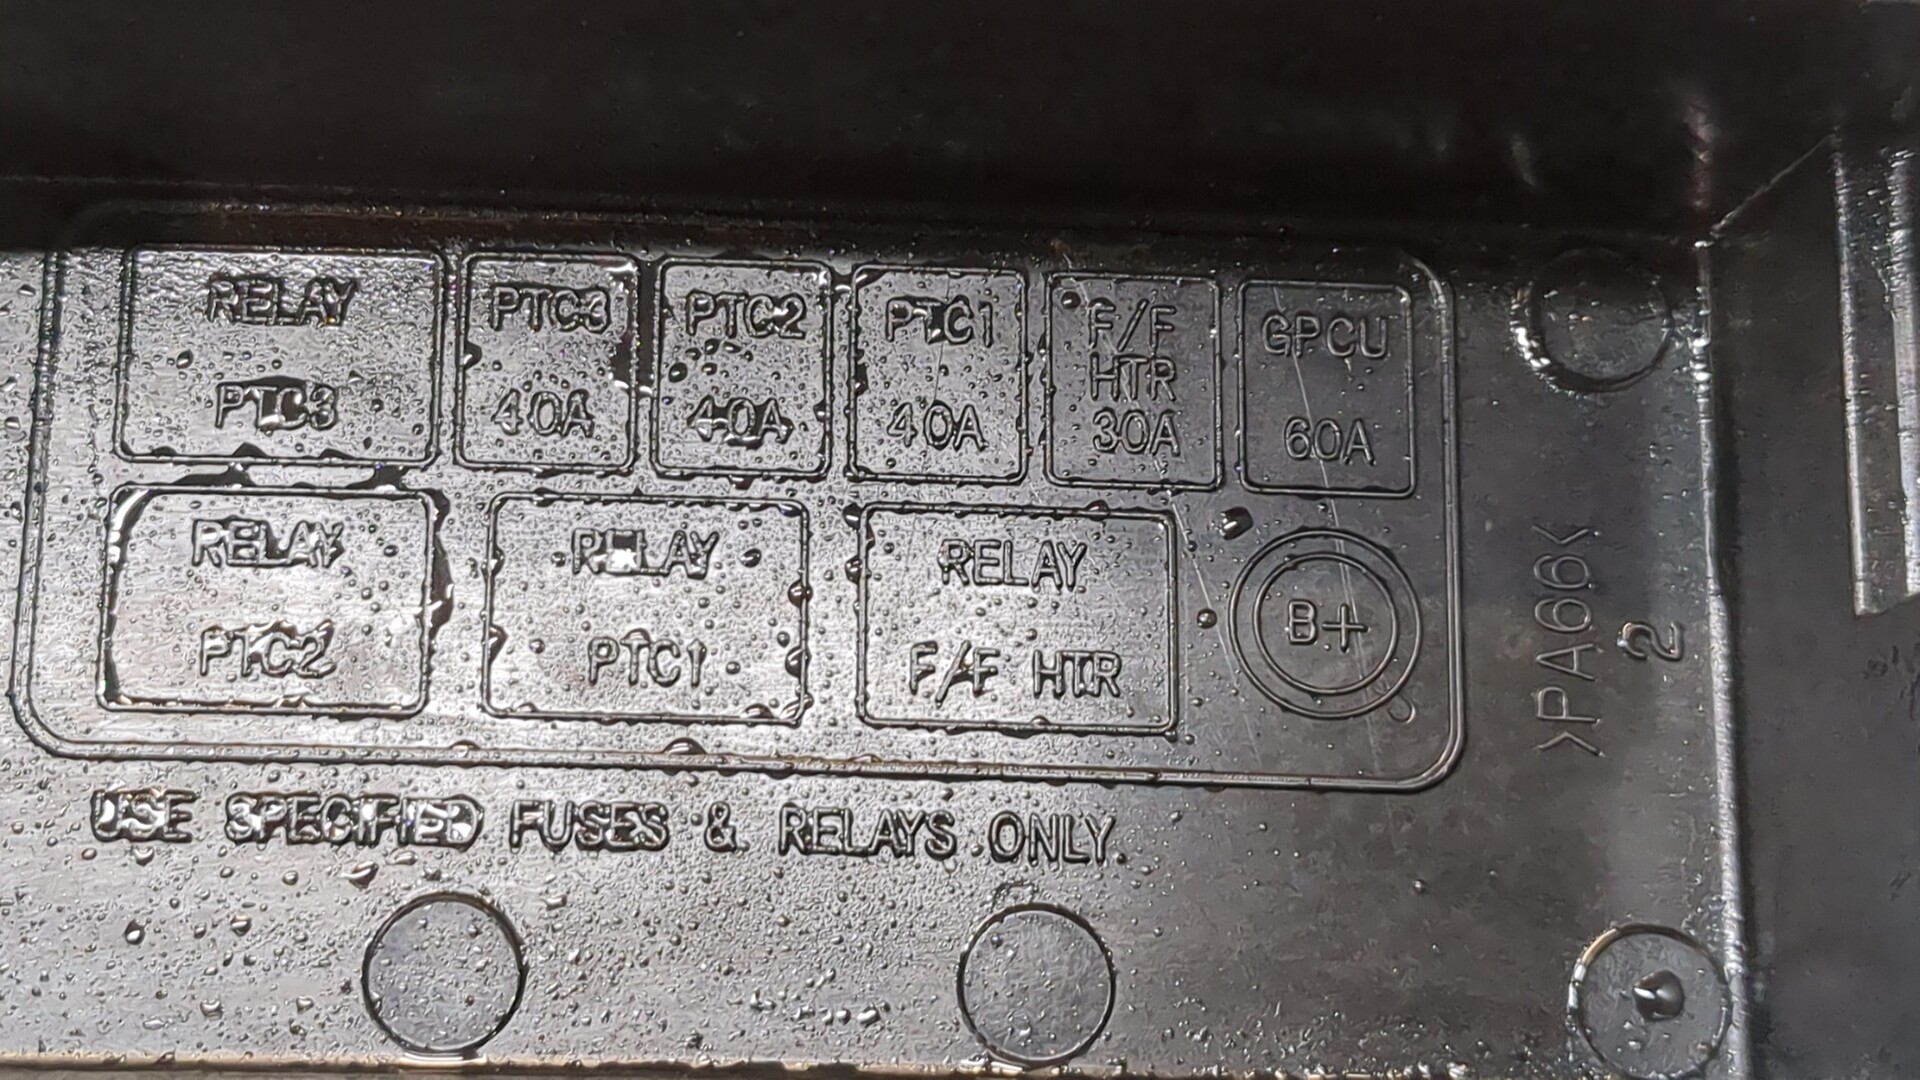 RELAY
PTC3
PTC3
40A
PTC2
40A
PTC1
40A
F/F
HTR
30A
GPCU
60A
RELAY
PTC2
RELAY
PTC1
RELAY
F/F HTR
B+
USE SPECIFIED FUSES & RELAYS ONLY.
>PA66<
2